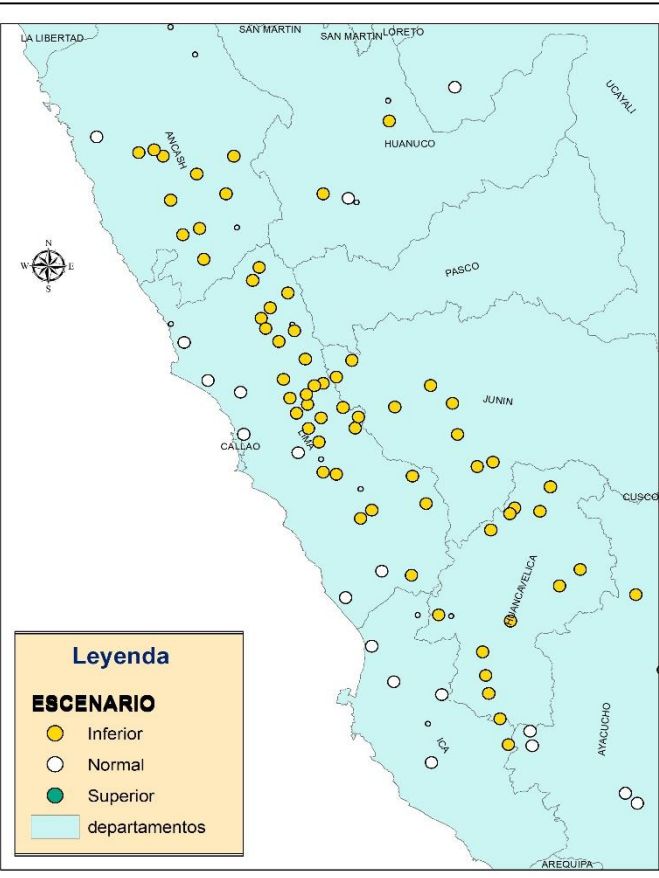 LA LIBERTAD
SAN MARTIN
SAN MARTIN
LORETO
UCAYALI
ANCASH
HUANUCO
N
W E
S
PASCO
JUNIN
LIMA
CALLAO
CUSCO
HUANCAVELICA
AYACUCHO
ICA
AREQUIPA
Leyenda
ESCENARIO
Inferior
Normal
Superior
departamentos